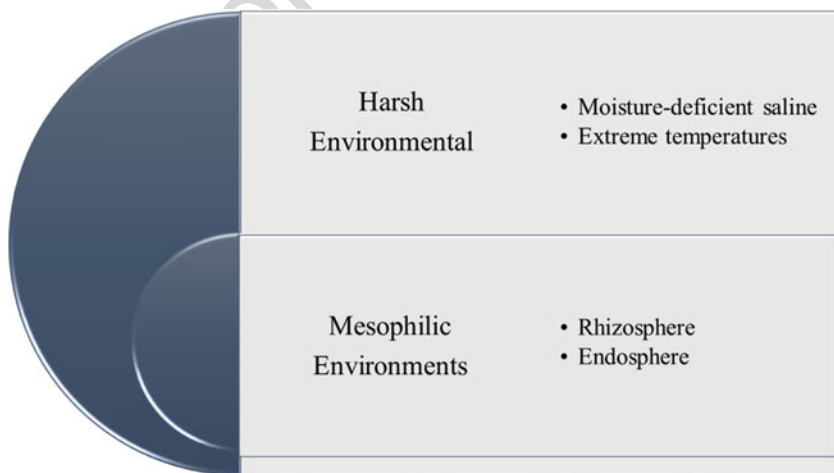 Harsh
Environmental
• Moisture-deficient saline
• Extreme temperatures
Mesophilic
Environments
• Rhizosphere
• Endosphere